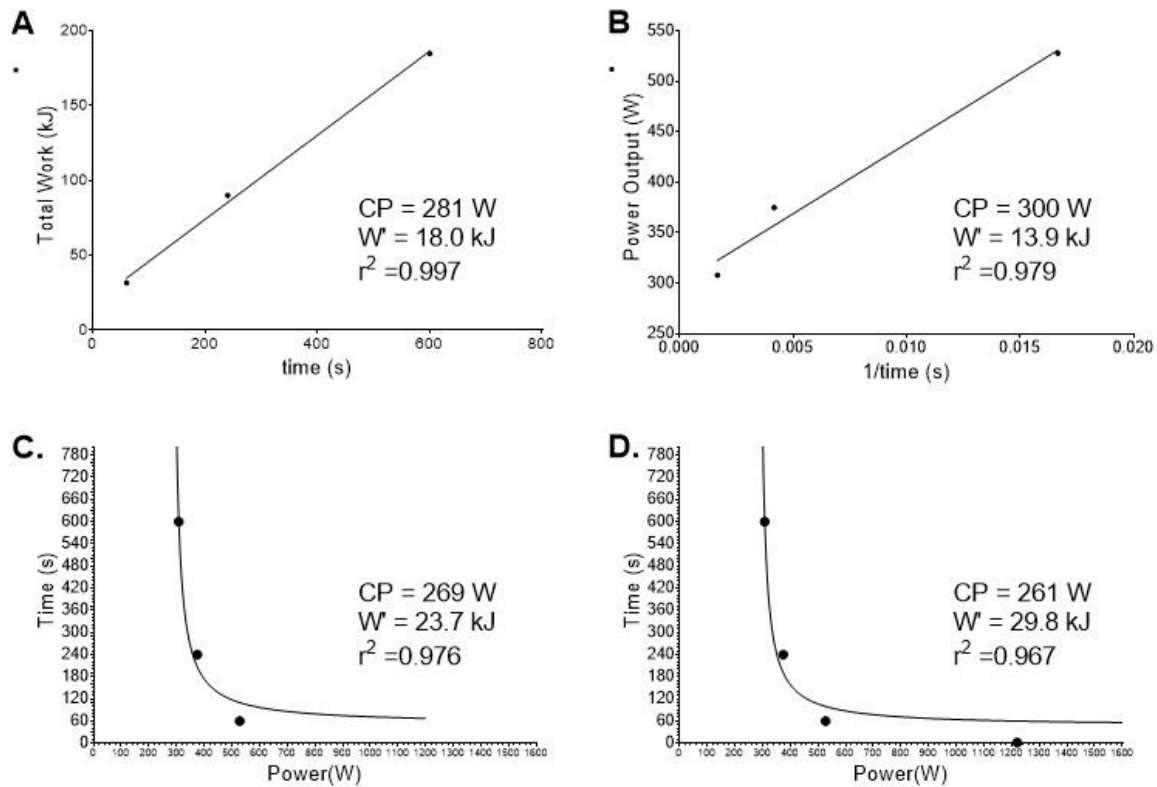 A
200
150
100
50
0
Total Work (kJ)
0 200 400 600 800
time (s)
CP = 281 W
W' = 18.0 kJ
r² =0.997
B
550
500
450
400
350
300
250
Power Output (W)
0.000 0.005 0.010 0.015 0.020
1/time (s)
CP = 300 W
W' = 13.9 kJ
r² =0.979
C.
780
720
660
600
540
480
420
360
300
240
180
120
60
0
Time (s)
0 100 200 300 400 500 600 700 800 900 1000 1100 1200 1300 1400 1500 1600
Power(W)
CP = 269 W
W' = 23.7 kJ
r² =0.976
D.
780
720
660
600
540
480
420
360
300
240
180
120
60
0
Time (s)
0 100 200 300 400 500 600 700 800 900 1000 1100 1200 1300 1400 1500 1600
Power(W)
CP = 261 W
W' = 29.8 kJ
r² =0.967